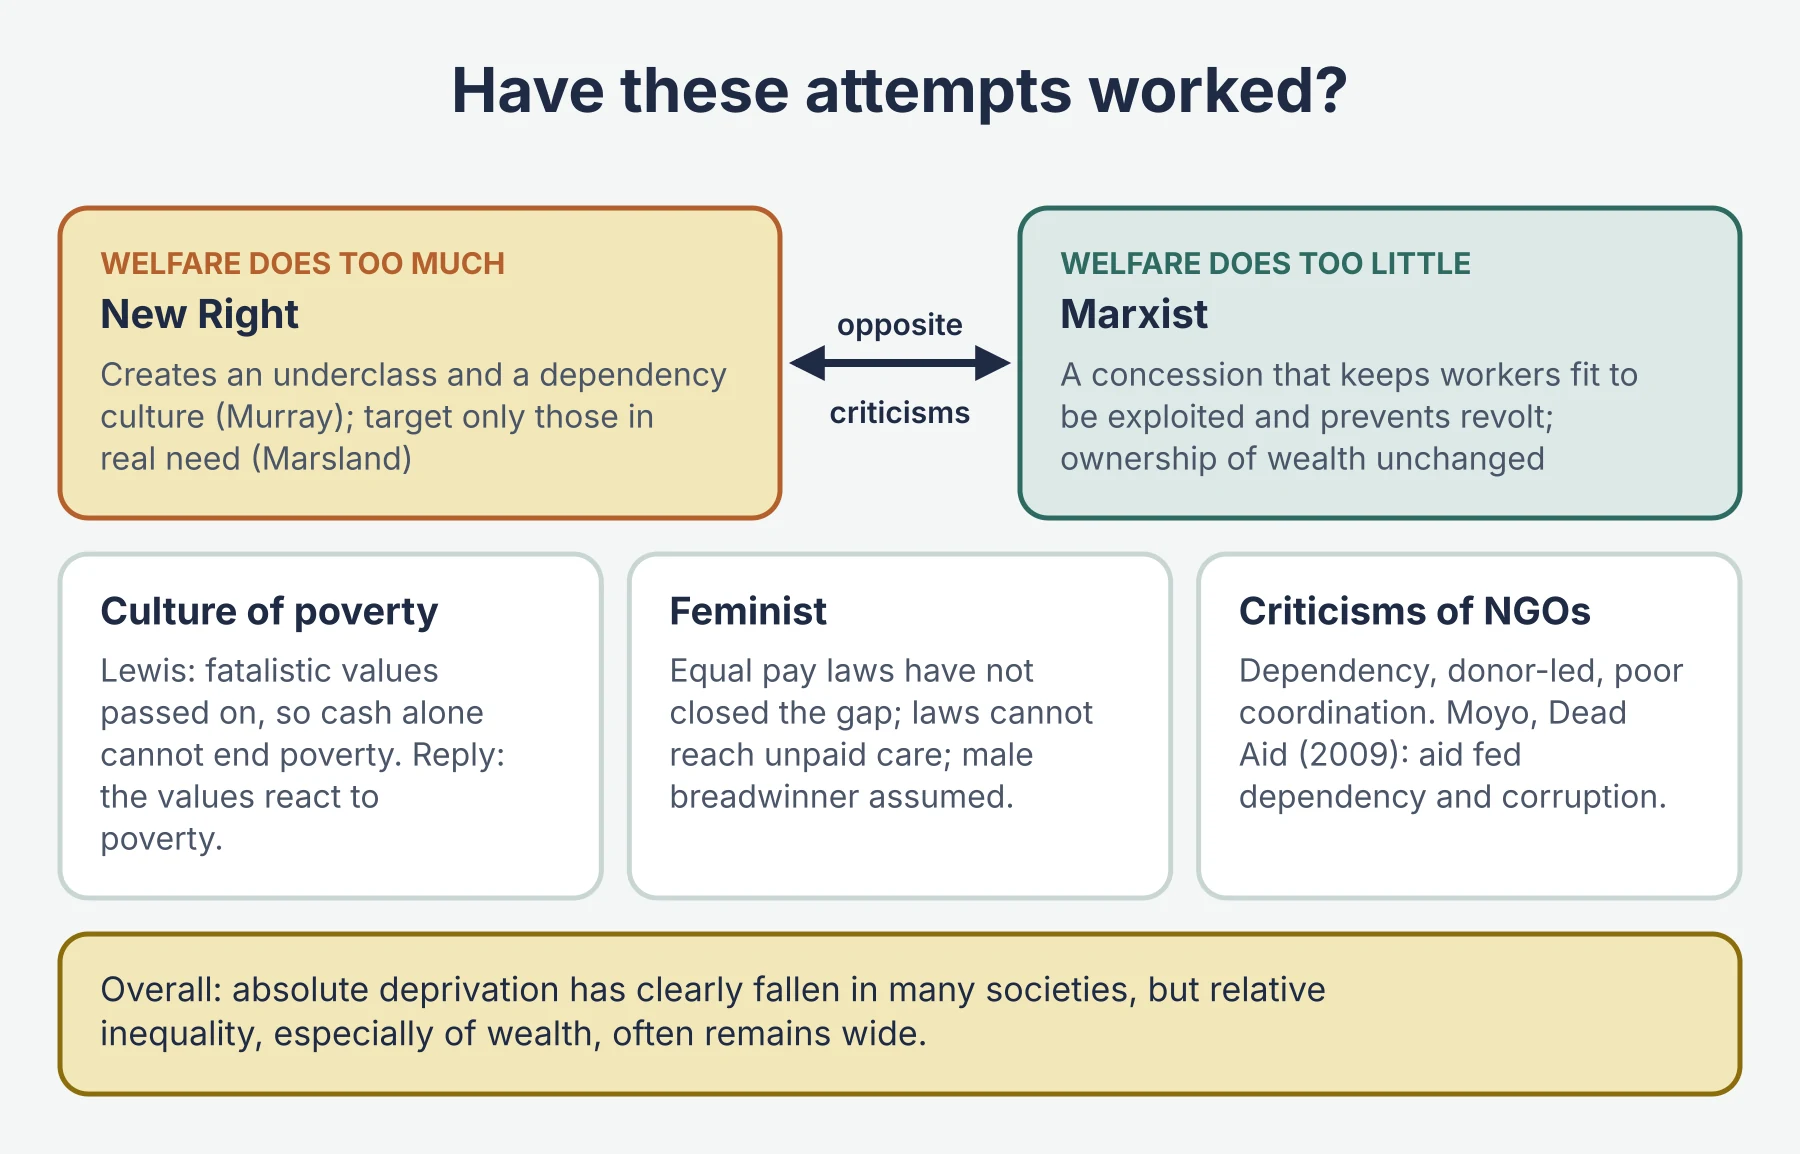 Have these attempts worked?
WELFARE DOES TOO MUCH
New Right
Creates an underclass and a dependency
culture (Murray); target only those in
real need (Marsland)
opposite
criticisms
WELFARE DOES TOO LITTLE
Marxist
A concession that keeps workers fit to
be exploited and prevents revolt;
ownership of wealth unchanged
Culture of poverty
Lewis: fatalistic values
passed on, so cash alone
cannot end poverty. Reply:
the values react to
poverty.
Feminist
Equal pay laws have not
closed the gap; laws cannot
reach unpaid care; male
breadwinner assumed.
Criticisms of NGOs
Dependency, donor-led, poor
coordination. Moyo, Dead
Aid (2009): aid fed
dependency and corruption.
Overall: absolute deprivation has clearly fallen in many societies, but relative
inequality, especially of wealth, often remains wide.